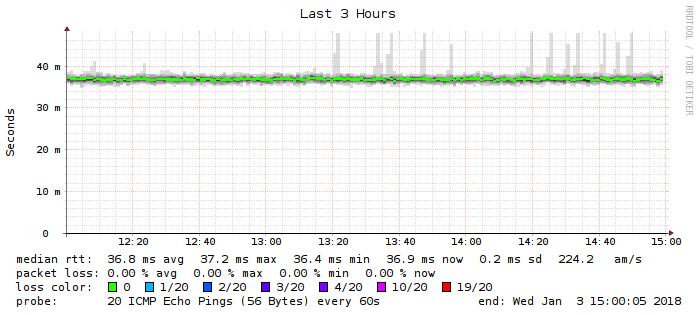 Last 3 Hours
RRDTOOL / TOBI OETIKER
Seconds
40 m
30 m
20 m
10 m
0
12:20 12:40 13:00 13:20 13:40 14:00 14:20 14:40 15:00
median rtt: 36.8 ms avg 37.2 ms max 36.4 ms min 36.9 ms now 0.2 ms sd 224.2 am/s
packet loss: 0.00 % avg 0.00 % max 0.00 % min 0.00 % now
loss color: 0 1/20 2/20 3/20 4/20 10/20 19/20
probe: 20 ICMP Echo Pings (56 Bytes) every 60s end: Wed Jan 3 15:00:05 2018